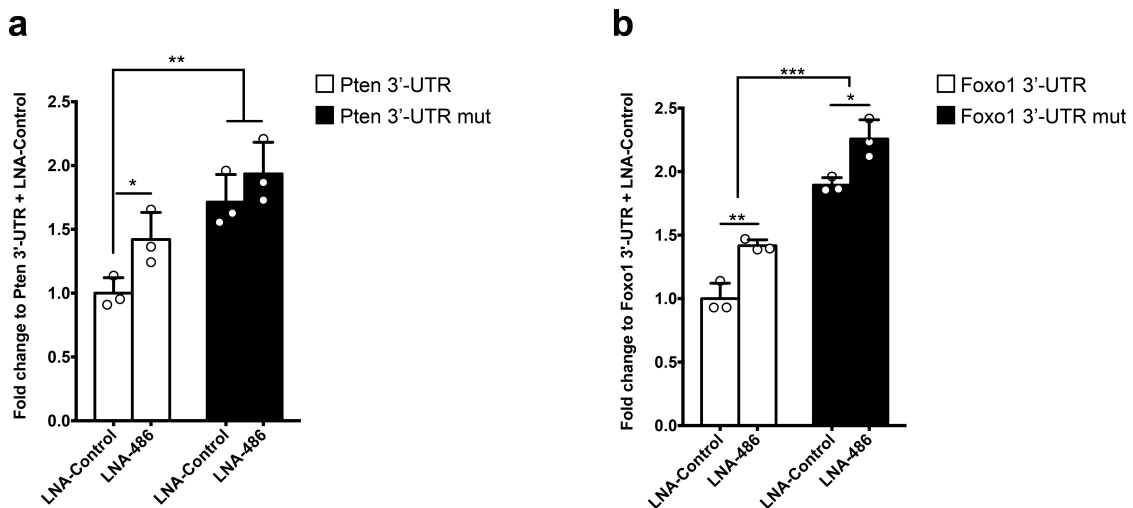 a
**
Pten 3’-UTR
Pten 3’-UTR mut
Fold change to Pten 3'-UTR + LNA-Control
2.5
2.0
1.5
1.0
0.5
0.0
*
LNA-Control
LNA-486
LNA-Control
LNA-486
b
***
Foxo1 3’-UTR
Foxo1 3’-UTR mut
Fold change to Foxo1 3'-UTR + LNA-Control
2.5
2.0
1.5
1.0
0.5
0.0
**
*
LNA-Control
LNA-486
LNA-Control
LNA-486